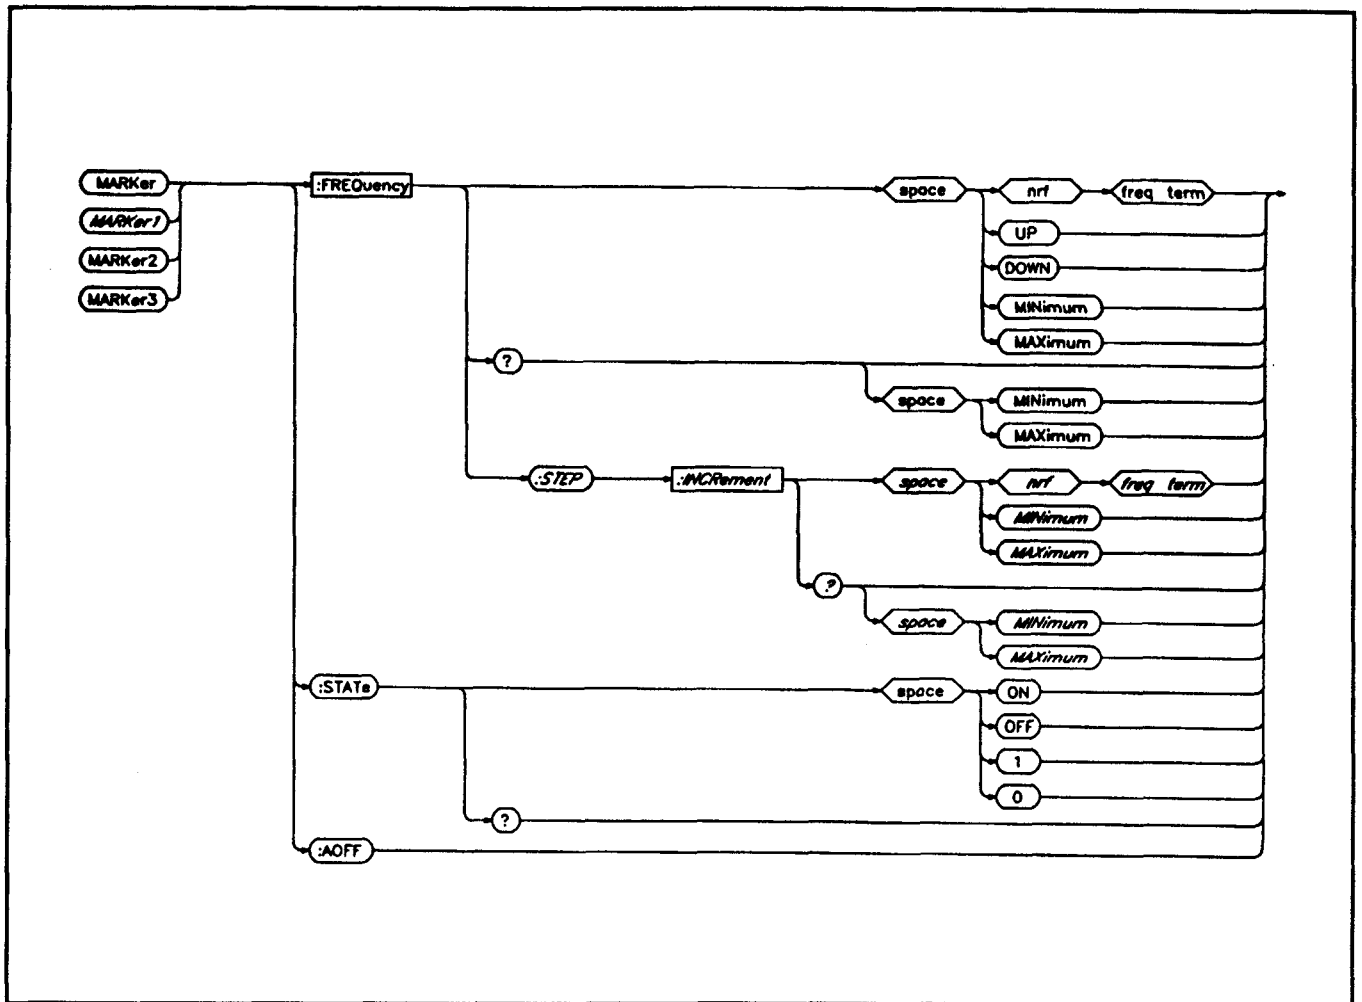 MARKer :FREQuency space nrf freq term
MARKer1
UP
MARKer2
DOWN
MARKer3
MINimum
MAXimum
?
space MINimum
MAXimum
:STEP :INCRement space nrf freq term
MINimum
MAXimum
?
space MINimum
MAXimum
:STATe space ON
OFF
1
0
?
:AOFF